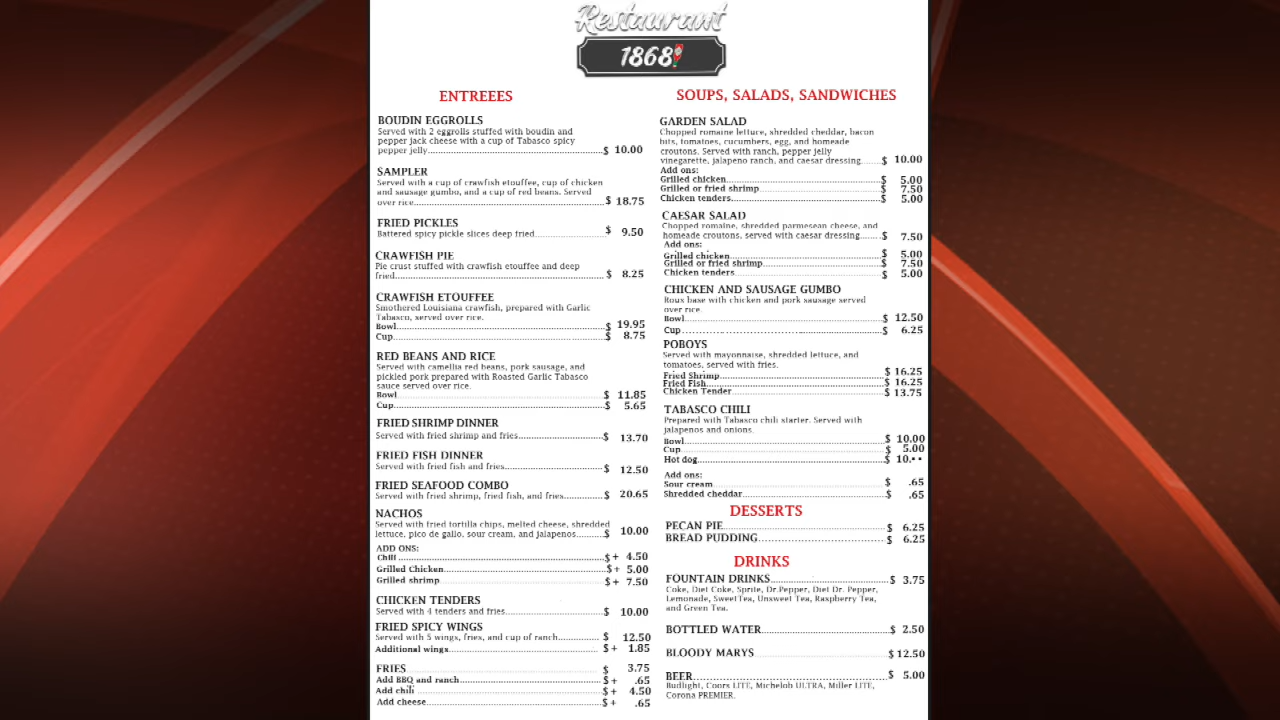 Restaurant
1868
ENTREEES
BOUDIN EGGROLLS
Served with 2 eggrolls stuffed with boudin and
pepper jack cheese with a cup of Tabasco spicy
pepper jelly $ 10.00
SAMPLER
Served with a cup of crawfish etouffee, cup of chicken
and sausage gumbo, and a cup of red beans. Served
over rice $ 18.75
FRIED PICKLES
Battered spicy pickle slices deep fried $ 9.50
CRAWFISH PIE
Pie crust stuffed with crawfish etouffee and deep
fried $ 8.25
CRAWFISH ETOUFFEE
Smothered Louisiana crawfish, prepared with Garlic
Tabasco, served over rice.
Bowl $ 19.95
Cup $ 8.75
RED BEANS AND RICE
Served with camellia red beans, pork sausage, and
pickled pork prepared with Roasted Garlic Tabasco
sauce served over rice.
Bowl $ 11.85
Cup $ 5.65
FRIED SHRIMP DINNER
Served with fried shrimp and fries $ 13.70
FRIED FISH DINNER
Served with fried fish and fries $ 12.50
FRIED SEAFOOD COMBO
Served with fried shrimp, fried fish, and fries $ 20.65
NACHOS
Served with fried tortilla chips, melted cheese, shredded
lettuce, pico de gallo, sour cream, and jalapenos $ 10.00
ADD ONS:
Chili $ + 4.50
Grilled Chicken $ + 5.00
Grilled shrimp $ + 7.50
CHICKEN TENDERS
Served with 4 tenders and fries $ 10.00
FRIED SPICY WINGS
Served with 5 wings, fries, and cup of ranch $ 12.50
Additional wings $ + 1.85
FRIES $ 3.75
Add BBQ and ranch $ + .65
Add chili $ + 4.50
Add cheese $ + .65
SOUPS, SALADS, SANDWICHES
GARDEN SALAD
Chopped romaine lettuce, shredded cheddar, bacon
bits, tomatoes, cucumbers, egg, and homeade
croutons. Served with ranch, pepper jelly
vinegarette, jalapeno ranch, and caesar dressing $ 10.00
Add ons:
Grilled chicken $ 5.00
Grilled or fried shrimp $ 7.50
Chicken tenders $ 5.00
CAESAR SALAD
Chopped romaine, shredded parmesean cheese, and
homeade croutons. served with caesar dressing $ 7.50
Add ons:
Grilled chicken $ 5.00
Grilled or fried shrimp $ 7.50
Chicken tenders $ 5.00
CHICKEN AND SAUSAGE GUMBO
Roux base with chicken and pork sausage served
over rice.
Bowl $ 12.50
Cup $ 6.25
POBOYS
Served with mayonnaise, shredded lettuce, and
tomatoes, served with fries.
Fried Shrimp $ 16.25
Fried Fish $ 16.25
Chicken Tender $ 13.75
TABASCO CHILI
Prepared with Tabasco chili starter. Served with
jalapenos and onions.
Bowl $ 10.00
Cup $ 5.00
Hot dog $ 10.
Add ons:
Sour cream $ .65
Shredded cheddar $ .65
DESSERTS
PECAN PIE $ 6.25
BREAD PUDDING $ 6.25
DRINKS
FOUNTAIN DRINKS $ 3.75
Coke, Diet Coke, Sprite, Dr.Pepper, Diet Dr. Pepper,
Lemonade, SweetTea, Unsweet Tea, Raspberry Tea,
and Green Tea.
BOTTLED WATER $ 2.50
BLOODY MARYS $ 12.50
BEER $ 5.00
Budlight, Coors LITE, Michelob ULTRA, Miller LITE,
Corona PREMIER.